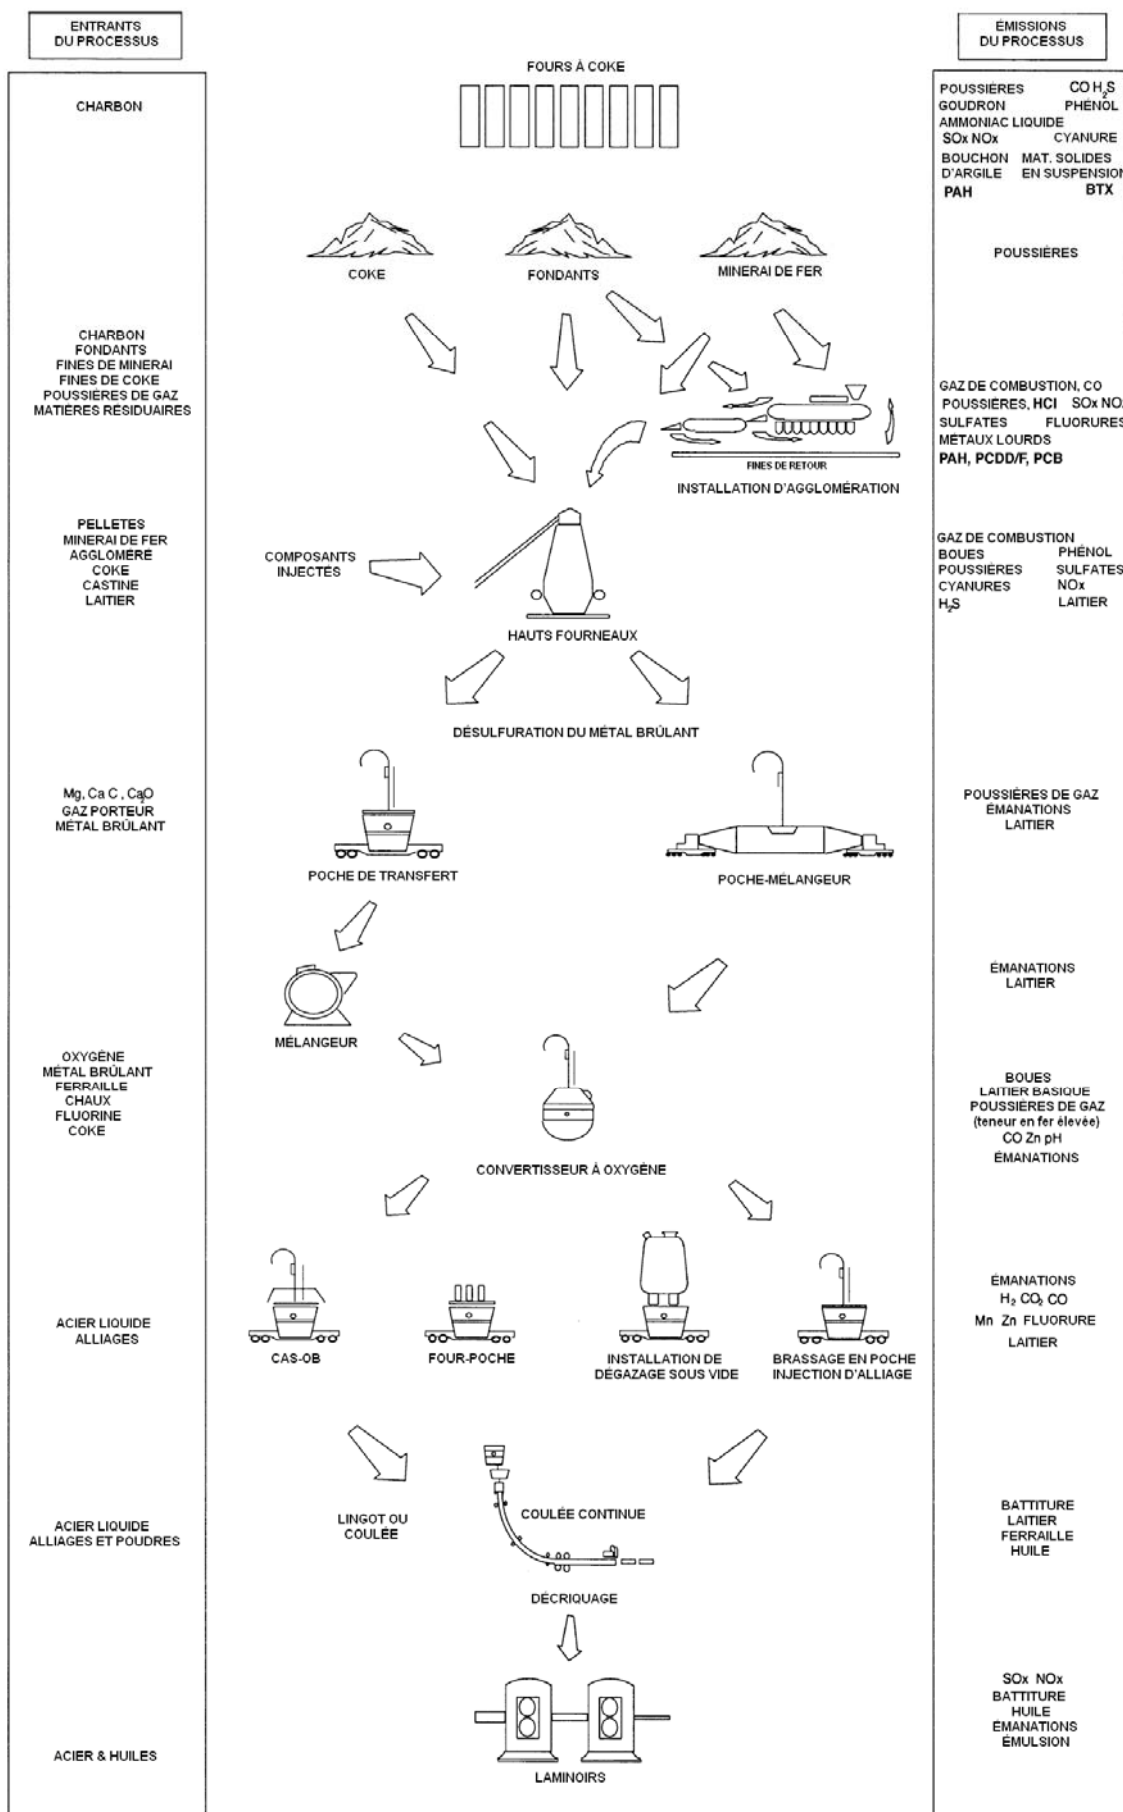 ENTRANTS
DU PROCESSUS
ÉMISSIONS
DU PROCESSUS
FOURS À COKE
CHARBON
POUSSIÈRES CO H₂S
GOUDRON PHÉNOL
AMMONIAC LIQUIDE
SOx NOx CYANURE
BOUCHON MAT. SOLIDES
D'ARGILE EN SUSPENSION
PAH BTX
COKE
FONDANTS
MINERAI DE FER
POUSSIÈRES
CHARBON
FONDANTS
FINES DE MINERAI
FINES DE COKE
POUSSIÈRES DE GAZ
MATIÈRES RÉSIDUAIRES
GAZ DE COMBUSTION, CO
POUSSIÈRES, HCl SOx NOx
SULFATES FLUORURES
MÉTAUX LOURDS
PAH, PCDD/F, PCB
FINES DE RETOUR
INSTALLATION D'AGGLOMÉRATION
PELLETES
MINERAI DE FER
AGGLOMÉRÉ
COKE
CASTINE
LAITIER
COMPOSANTS
INJECTÉS
HAUTS FOURNEAUX
GAZ DE COMBUSTION
BOUES PHÉNOL
POUSSIÈRES SULFATES
CYANURES NOx
H₂S LAITIER
DÉSULFURATION DU MÉTAL BRÛLANT
Mg, Ca C, Ca₂O
GAZ PORTEUR
MÉTAL BRÛLANT
POCHE DE TRANSFERT
POCHE-MÉLANGEUR
POUSSIÈRES DE GAZ
ÉMANATIONS
LAITIER
MÉLANGEUR
ÉMANATIONS
LAITIER
OXYGÈNE
MÉTAL BRÛLANT
FERRAILLE
CHAUX
FLUORINE
COKE
CONVERTISSEUR À OXYGÈNE
BOUES
LAITIER BASIQUE
POUSSIÈRES DE GAZ
(teneur en fer élevée)
CO Zn pH
ÉMANATIONS
ACIER LIQUIDE
ALLIAGES
CAS-OB
FOUR-POCHE
INSTALLATION DE
DÉGAZAGE SOUS VIDE
BRASSAGE EN POCHE
INJECTION D'ALLIAGE
ÉMANATIONS
H₂ CO₂ CO
Mn Zn FLUORURE
LAITIER
ACIER LIQUIDE
ALLIAGES ET POUDRES
LINGOT OU
COULÉE
COULÉE CONTINUE
DÉCRIQUAGE
BATTITURE
LAITIER
FERRAILLE
HUILE
ACIER & HUILES
LAMINOIRS
SOx NOx
BATTITURE
HUILE
ÉMANATIONS
ÉMULSION